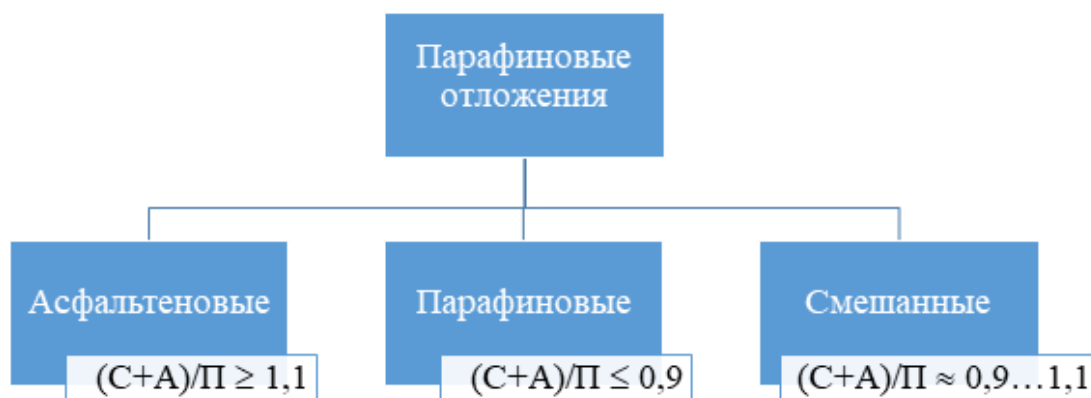 Парафиновые
отложения
Асфальтеновые
(С+А)/П ≥ 1,1
Парафиновые
(С+А)/П ≤ 0,9
Смешанные
(С+А)/П ≈ 0,9…1,1